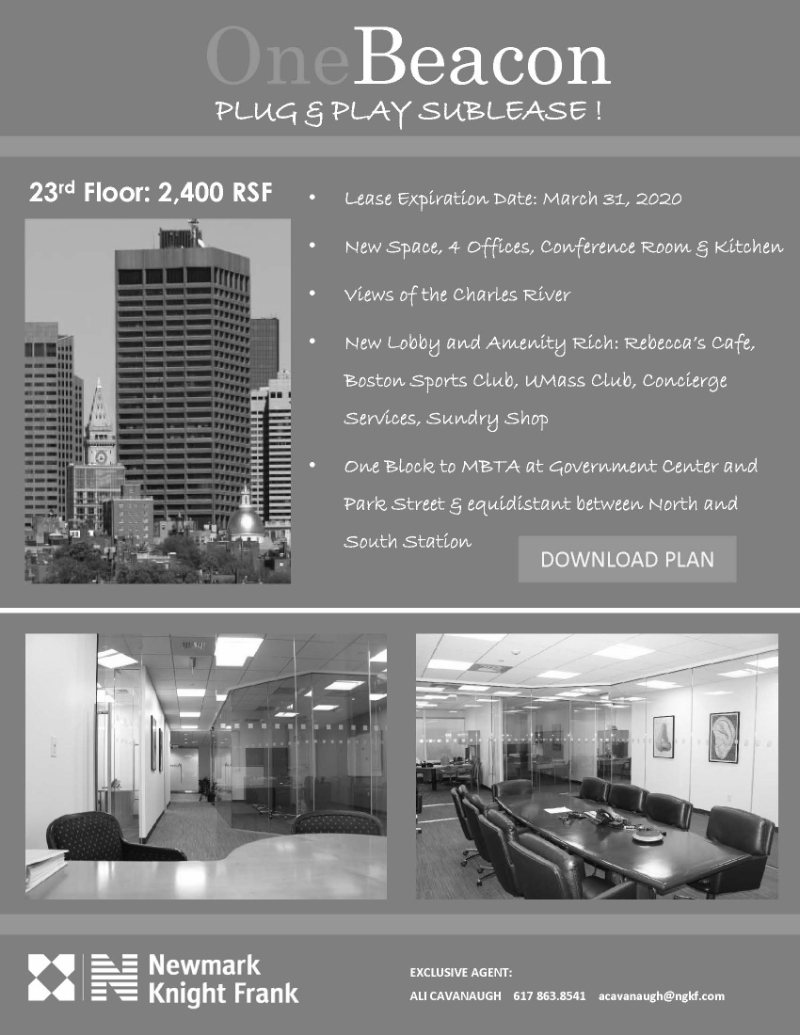 OneBeacon
PLUG & PLAY SUBLEASE !
23rd Floor: 2,400 RSF
• Lease Expiration Date: March 31, 2020
• New Space, 4 Offices, Conference Room & Kitchen
• Views of the Charles River
• New Lobby and Amenity Rich: Rebecca's Cafe,
Boston Sports Club, UMass Club, Concierge
Services, Sundry Shop
• One Block to MBTA at Government Center and
Park Street & equidistant between North and
South Station
DOWNLOAD PLAN
Newmark
Knight Frank
EXCLUSIVE AGENT:
ALI CAVANAUGH 617 863.8541 acavanaugh@ngkf.com